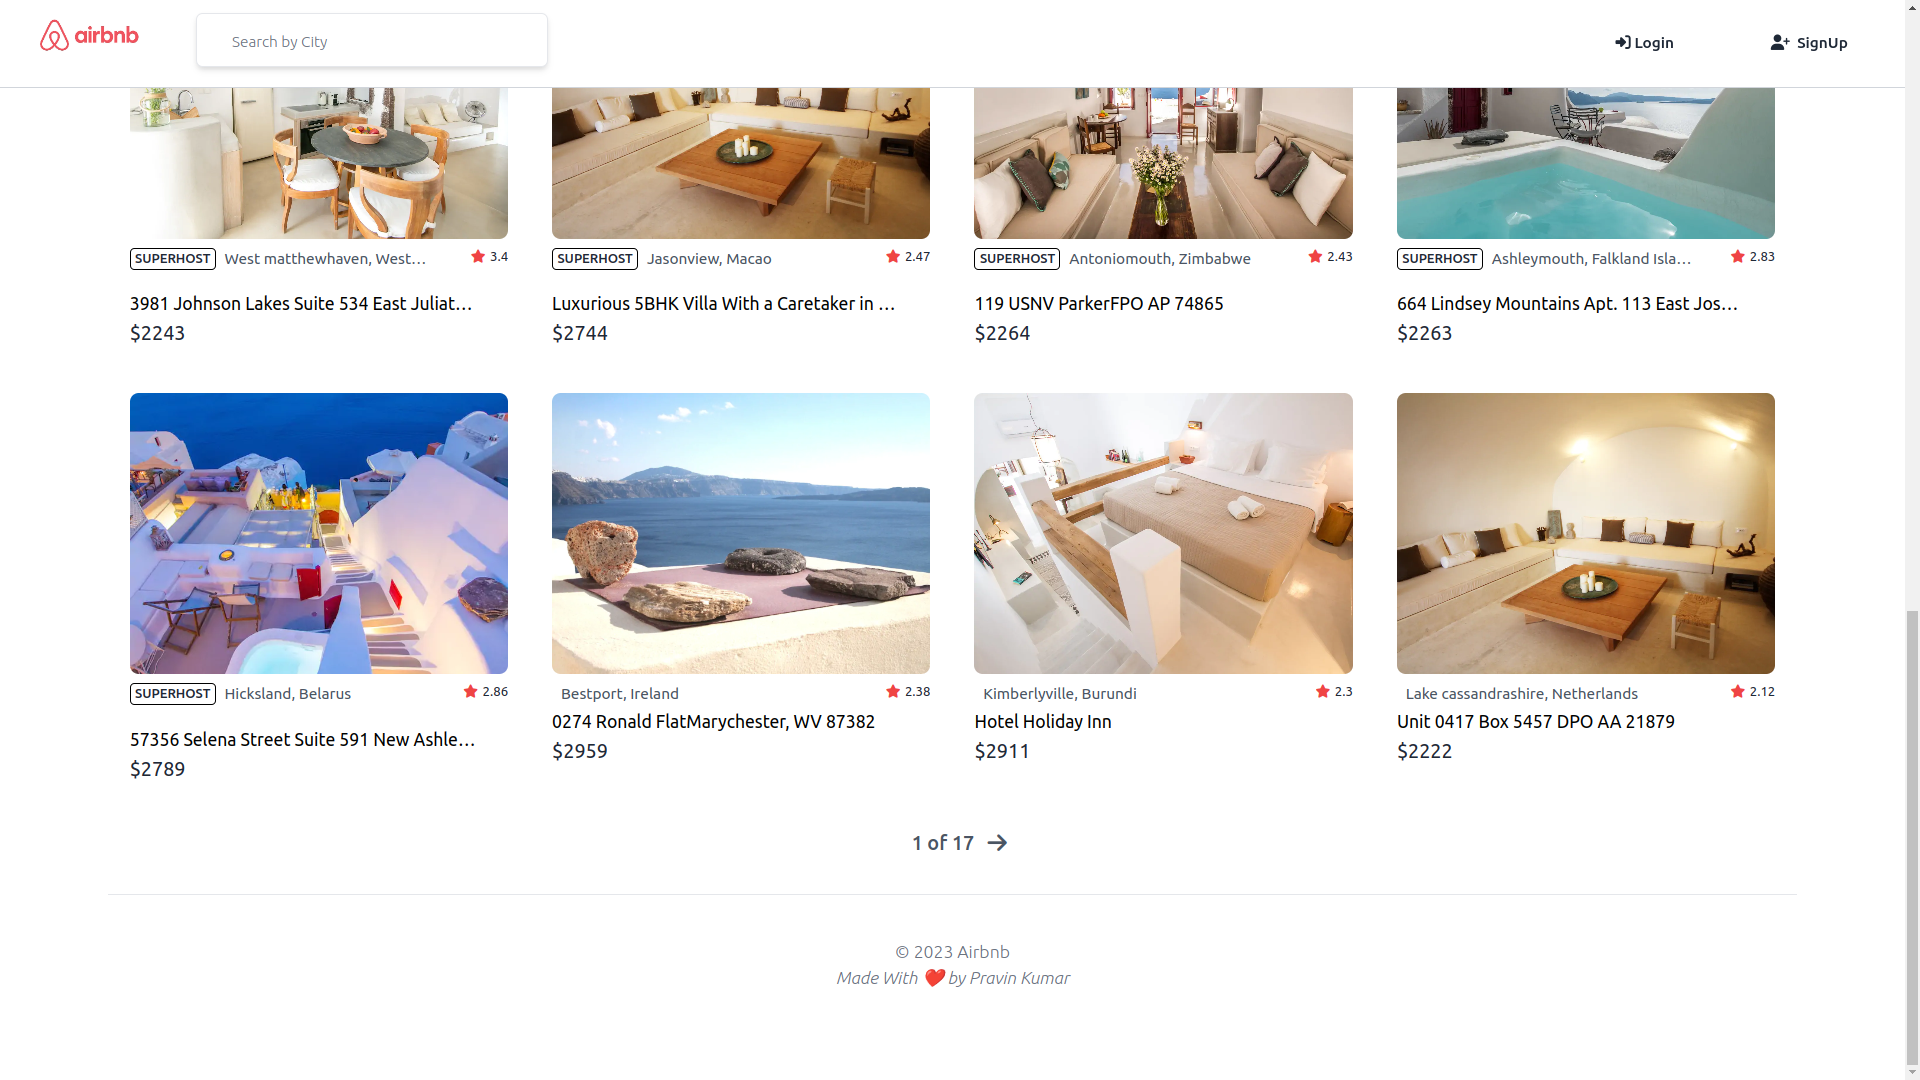 airbnb
Search by City
Login
SignUp
SUPERHOST West matthewhaven, West... 3.4
3981 Johnson Lakes Suite 534 East Juliat...
$2243
SUPERHOST Jasonview, Macao 2.47
Luxurious 5BHK Villa With a Caretaker in ...
$2744
SUPERHOST Antoniomouth, Zimbabwe 2.43
119 USNV ParkerFPO AP 74865
$2264
SUPERHOST Ashleymouth, Falkland Isla... 2.83
664 Lindsey Mountains Apt. 113 East Jos...
$2263
SUPERHOST Hicksland, Belarus 2.86
57356 Selena Street Suite 591 New Ashle...
$2789
Bestport, Ireland 2.38
0274 Ronald FlatMarychester, WV 87382
$2959
Kimberlyville, Burundi 2.3
Hotel Holiday Inn
$2911
Lake cassandrashire, Netherlands 2.12
Unit 0417 Box 5457 DPO AA 21879
$2222
1 of 17 →
© 2023 Airbnb
Made With ❤️ by Pravin Kumar